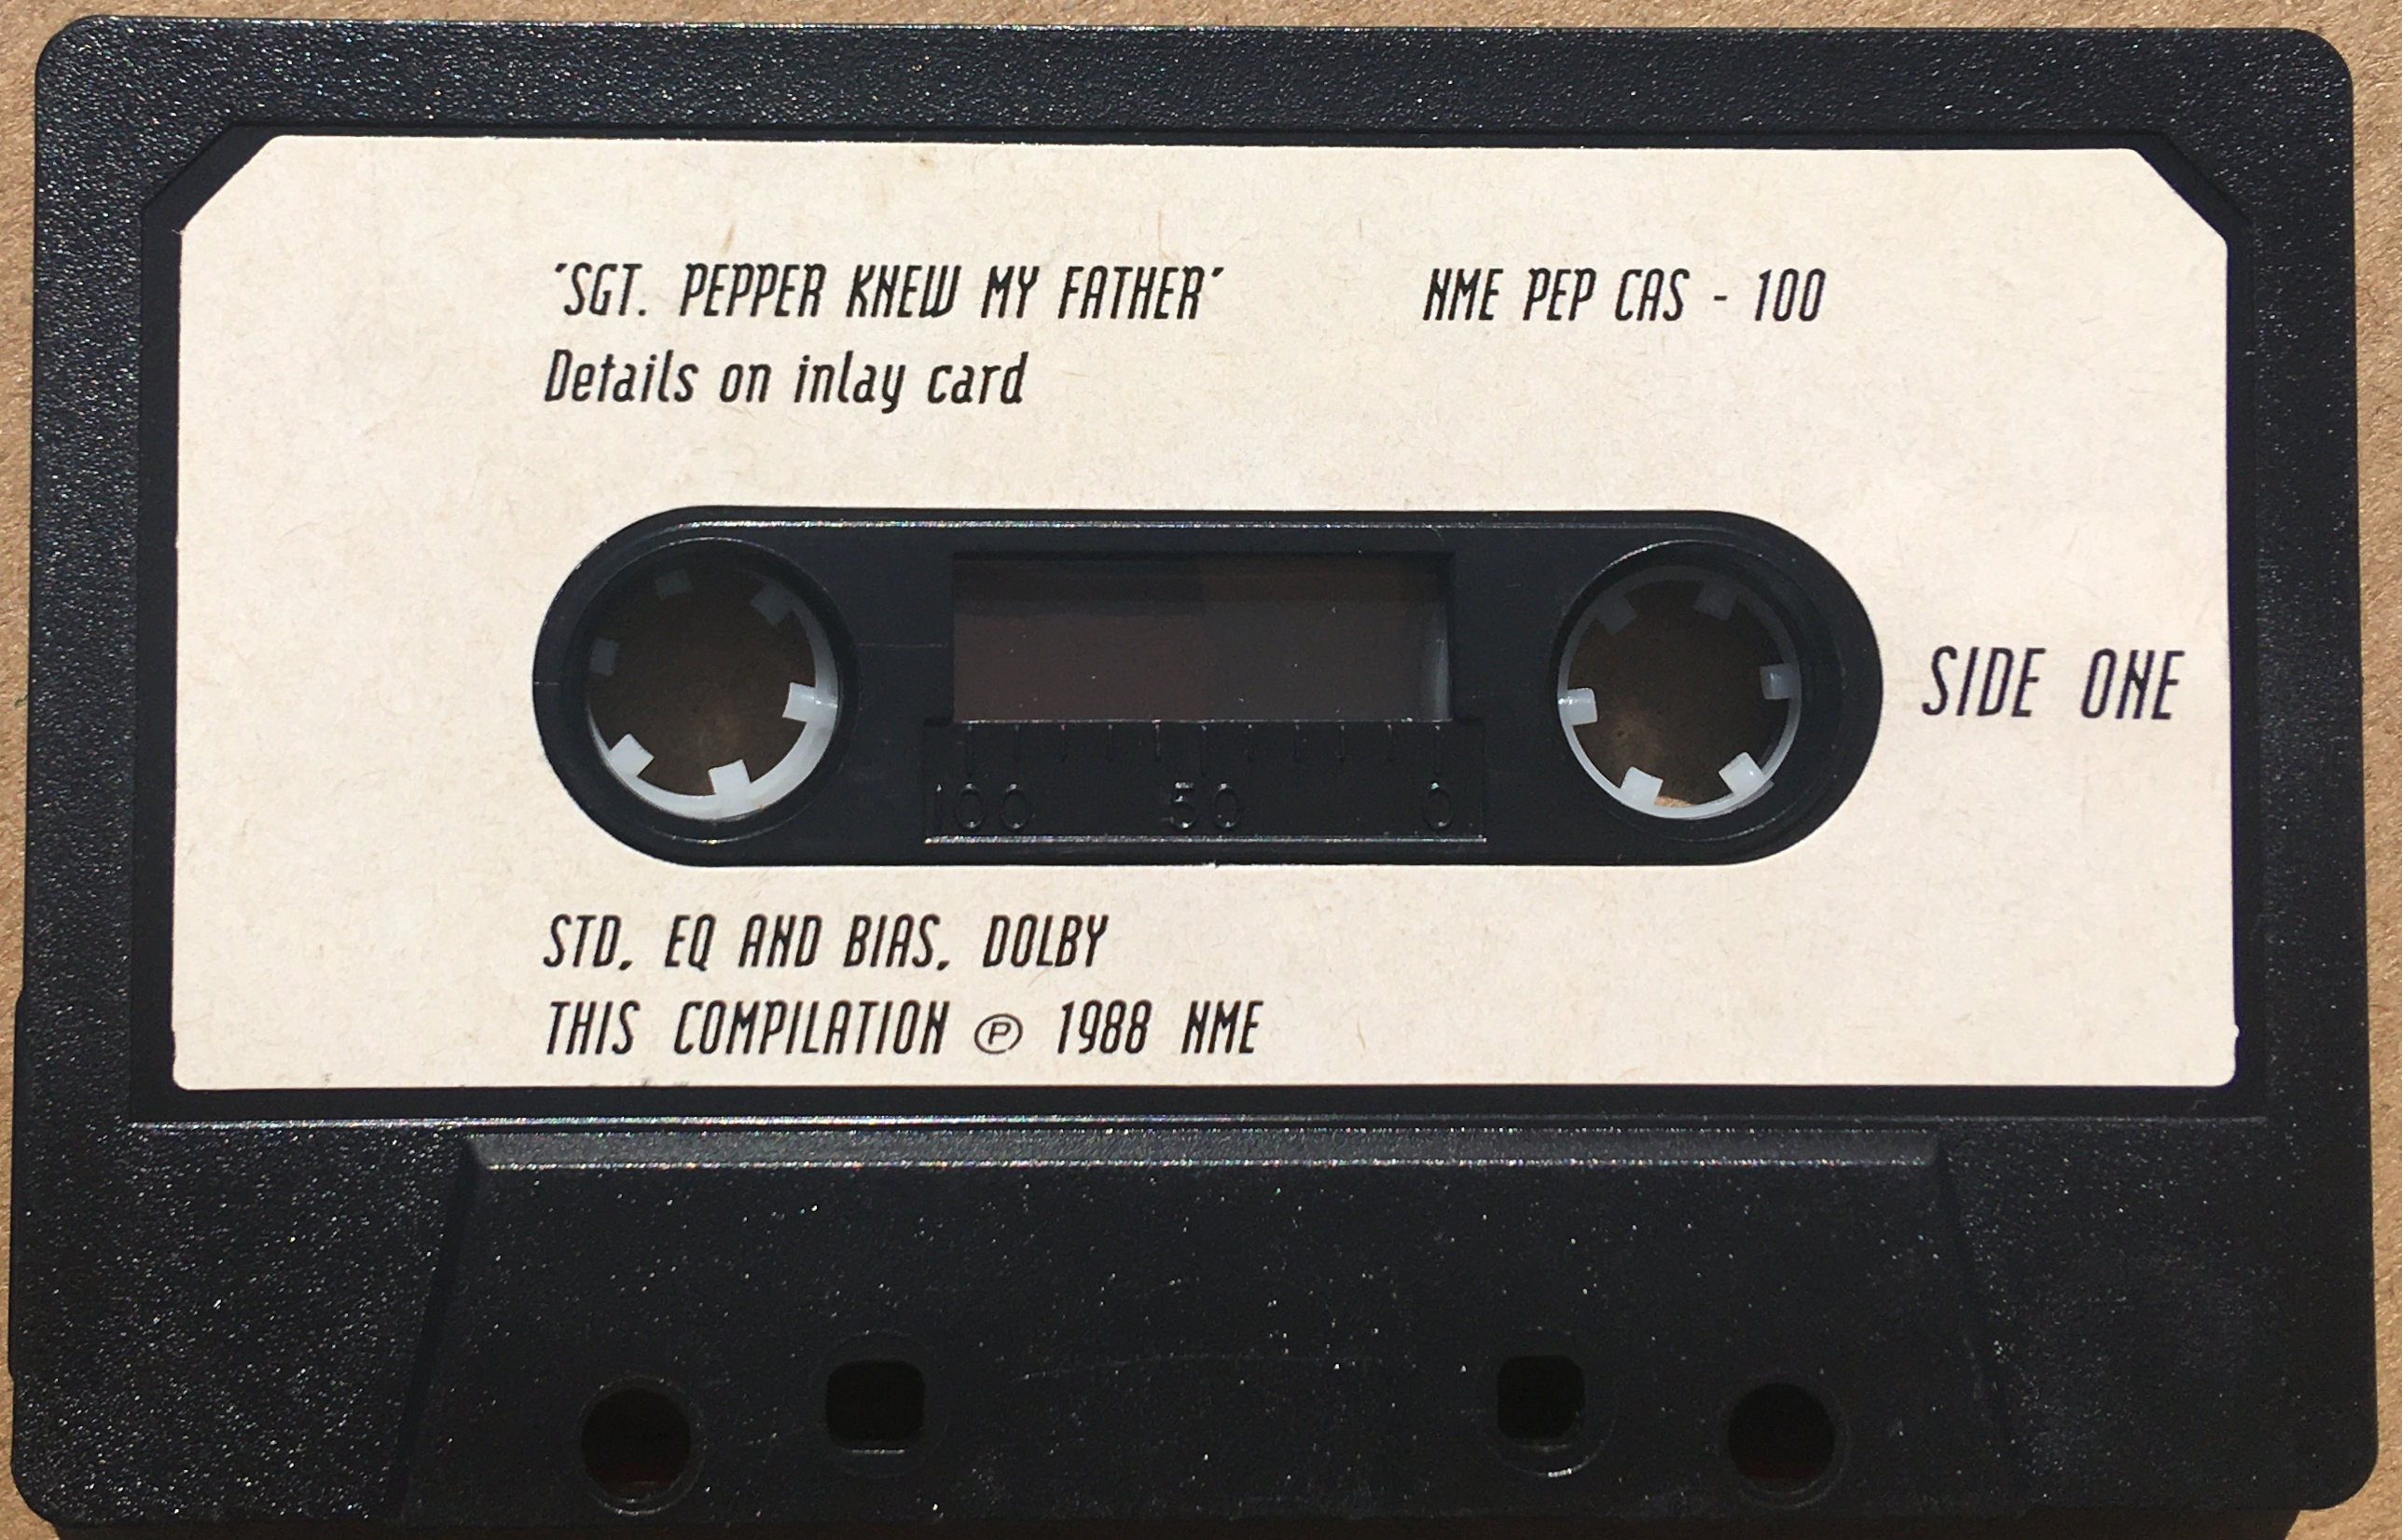 'SGT. PEPPER KNEW MY FATHER' NME PEP CAS - 100
Details on inlay card
SIDE ONE
100 50 0
STD. EQ AND BIAS. DOLBY
THIS COMPILATION ℗ 1988 NME